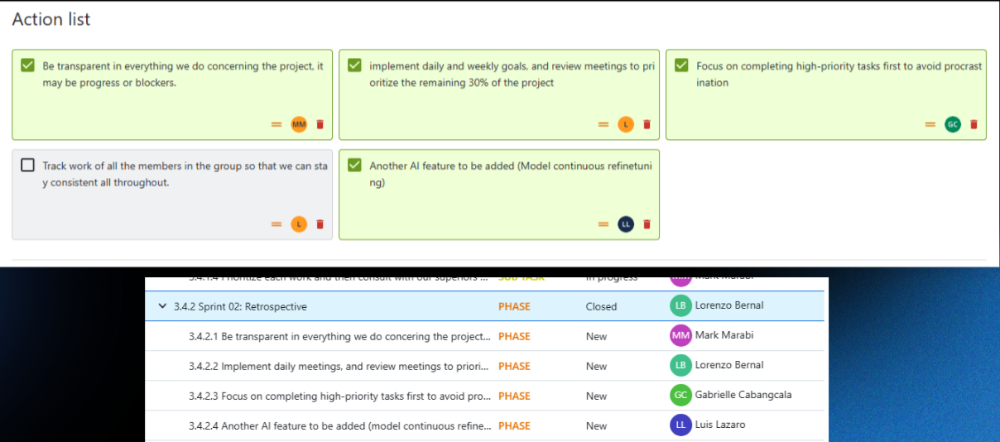 Action list
Be transparent in everything we do concerning the project, it
may be progress or blockers.
MM
implement daily and weekly goals, and review meetings to pri
oritize the remaining 30% of the project
L
Focus on completing high-priority tasks first to avoid procrast
ination
GC
Track work of all the members in the group so that we can sta
y consistent all throughout.
L
Another AI feature to be added (Model continuous refinetuni
ng)
LL
3.4.1.4 Prioritize each work and then consult with our superiors ... SUB-TASK In progress MM Mark Marabi
3.4.2 Sprint 02: Retrospective PHASE Closed LB Lorenzo Bernal
3.4.2.1 Be transparent in everything we do concering the project... PHASE New MM Mark Marabi
3.4.2.2 Implement daily meetings, and review meetings to priori... PHASE New LB Lorenzo Bernal
3.4.2.3 Focus on completing high-priority tasks first to avoid pro... PHASE New GC Gabrielle Cabangcala
3.4.2.4 Another AI feature to be added (model continuous refine... PHASE New LL Luis Lazaro